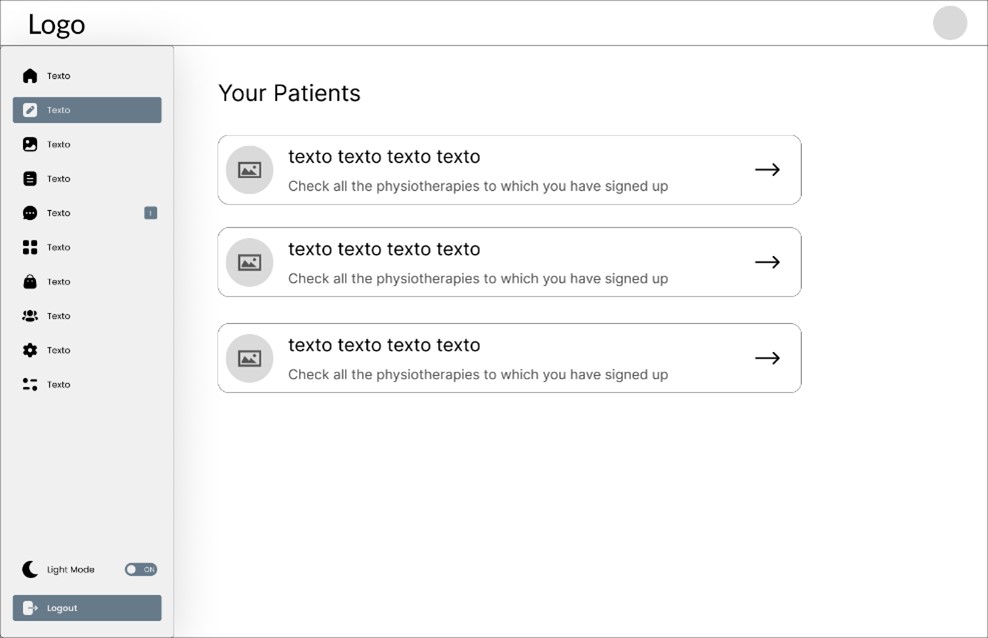 Logo
Texto
Texto
Texto
Texto
Texto
Texto
Texto
Texto
Texto
Texto
Light Mode
ON
Logout
Your Patients
texto texto texto texto
Check all the physiotherapies to which you have signed up
texto texto texto texto
Check all the physiotherapies to which you have signed up
texto texto texto texto
Check all the physiotherapies to which you have signed up